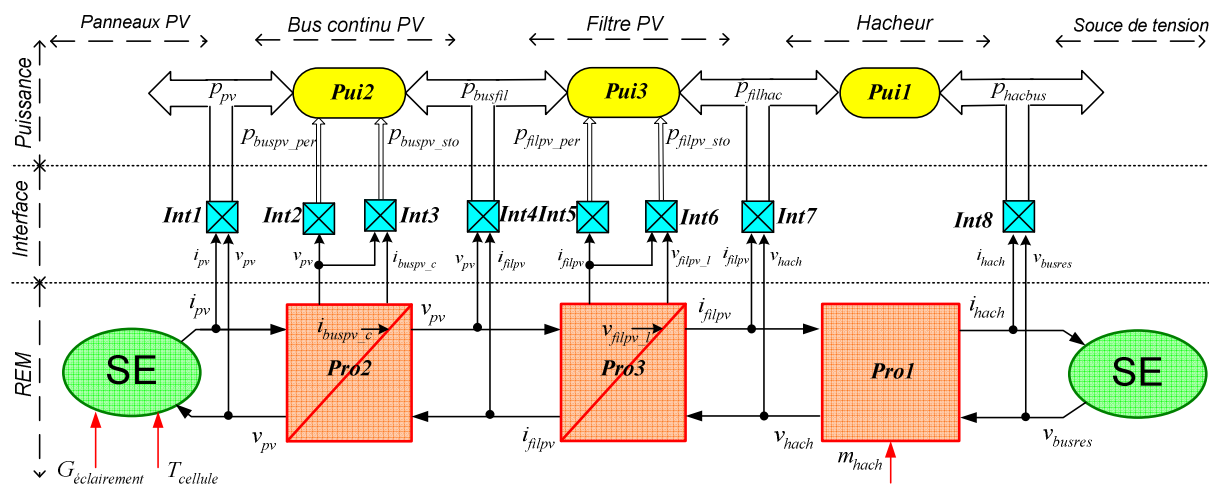 Panneaux PV Bus continu PV Filtre PV Hacheur Souce de tension
Puissance
p_pv Pui2 p_busfil Pui3 p_filhac Pui1 p_hacbus
p_buspv_per p_buspv_sto p_filpv_per p_filpv_sto
Interface
Int1 Int2 Int3 Int4 Int5 Int6 Int7 Int8
i_pv v_pv v_pv i_buspv_c v_pv i_filpv i_filpv v_filpv_l i_filpv v_hach i_hach v_busres
REM
i_pv v_pv i_filpv i_hach
i_buspv_c v_filpv_l
SE Pro2 Pro3 Pro1 SE
v_pv i_filpv v_hach v_busres
G_éclairement T_cellule m_hach